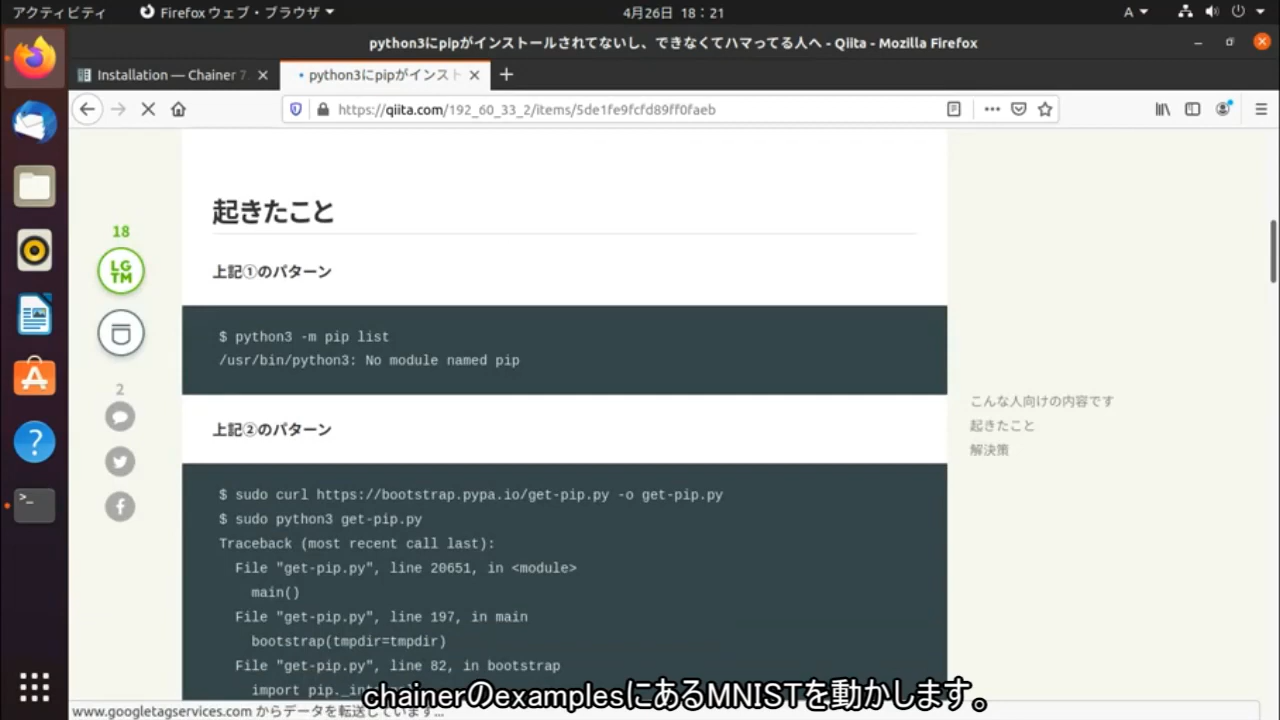 アクティビティ
Firefox ウェブ・ブラウザ
4月26日 18：21
A
python3にpipがインストールされてないし、できなくてハマってる人へ - Qiita - Mozilla Firefox
Installation — Chainer 7.
python3にpipがインスト
https://qiita.com/192_60_33_2/items/5de1fe9fcfd89ff0faeb
起きたこと
18
LG
TM
上記①のパターン
$ python3 -m pip list
/usr/bin/python3: No module named pip
2
上記②のパターン
こんな人向けの内容です
起きたこと
解決策
$ sudo curl https://bootstrap.pypa.io/get-pip.py -o get-pip.py
$ sudo python3 get-pip.py
Traceback (most recent call last):
File "get-pip.py", line 20651, in <module>
main()
File "get-pip.py", line 197, in main
bootstrap(tmpdir=tmpdir)
File "get-pip.py", line 82, in bootstrap
import pip._int
chainerのexamplesにあるMNISTを動かします。
www.googletagservices.com からデータを転送しています...